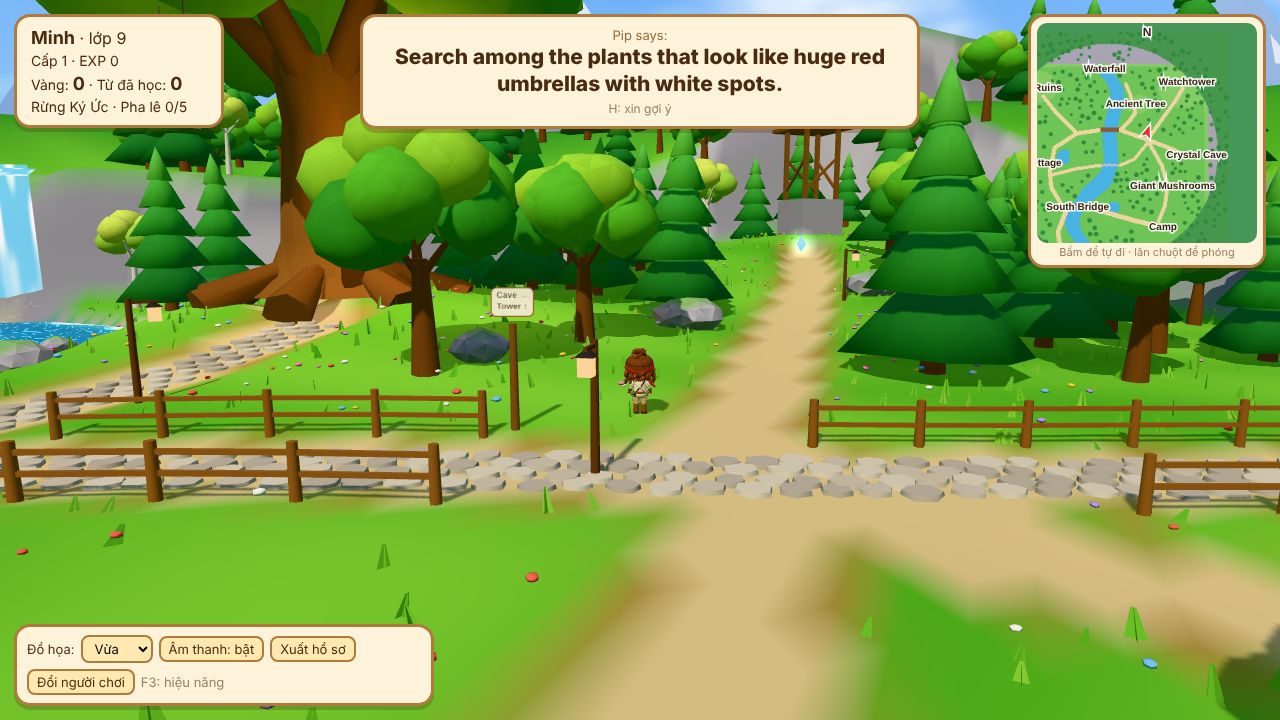 Minh · lớp 9
Cấp 1 · EXP 0
Vàng: 0 · Từ đã học: 0
Rừng Ký Ức · Pha lê 0/5
Pip says:
Search among the plants that look like huge red
umbrellas with white spots.
H: xin gợi ý
N
Waterfall
Ruins
Watchtower
Ancient Tree
Crystal Cave
ttage
Giant Mushrooms
South Bridge
Camp
Bấm để tự đi · lăn chuột để phóng
Cave →
Tower ↑
Đồ họa: Vừa
Âm thanh: bật
Xuất hồ sơ
Đổi người chơi
F3: hiệu năng